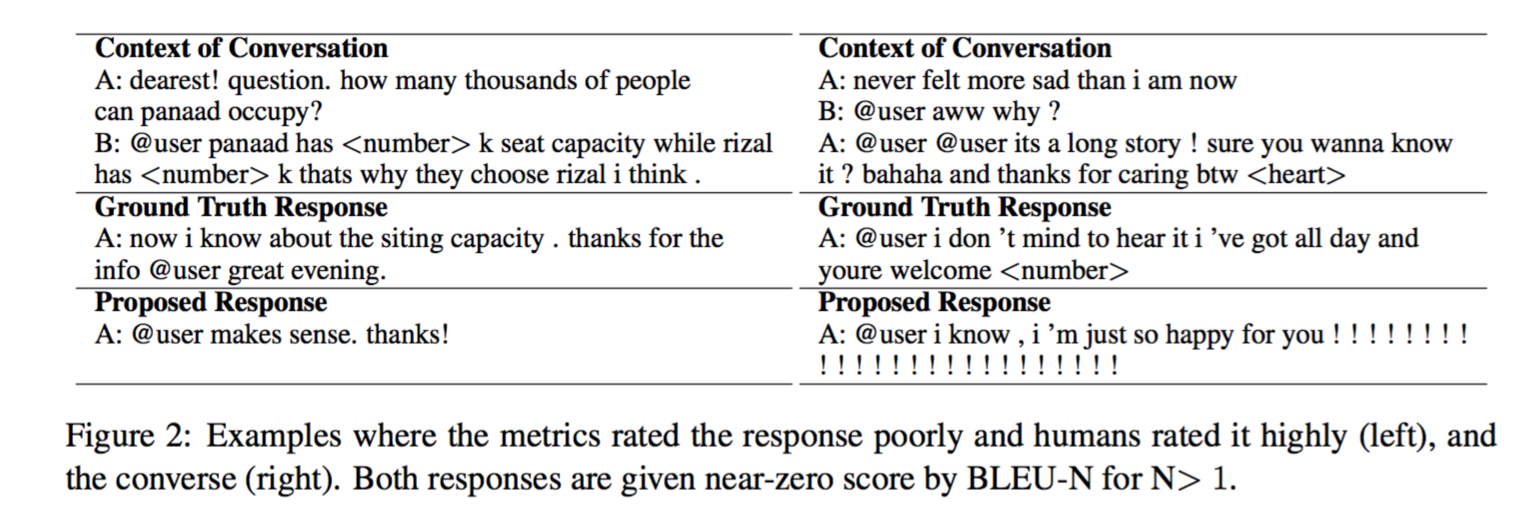 Context of Conversation
A: dearest! question. how many thousands of people
can panaad occupy?
B: @user panaad has <number> k seat capacity while rizal
has <number> k thats why they choose rizal i think .
Ground Truth Response
A: now i know about the siting capacity . thanks for the
info @user great evening.
Proposed Response
A: @user makes sense. thanks!
Context of Conversation
A: never felt more sad than i am now
B: @user aww why ?
A: @user @user its a long story ! sure you wanna know
it ? bahaha and thanks for caring btw <heart>
Ground Truth Response
A: @user i don ’t mind to hear it i ’ve got all day and
youre welcome <number>
Proposed Response
A: @user i know , i ’m just so happy for you ! ! ! ! ! ! ! !
! ! ! ! ! ! ! ! ! ! ! ! ! ! ! ! !
Figure 2: Examples where the metrics rated the response poorly and humans rated it highly (left), and
the converse (right). Both responses are given near-zero score by BLEU-N for N> 1.